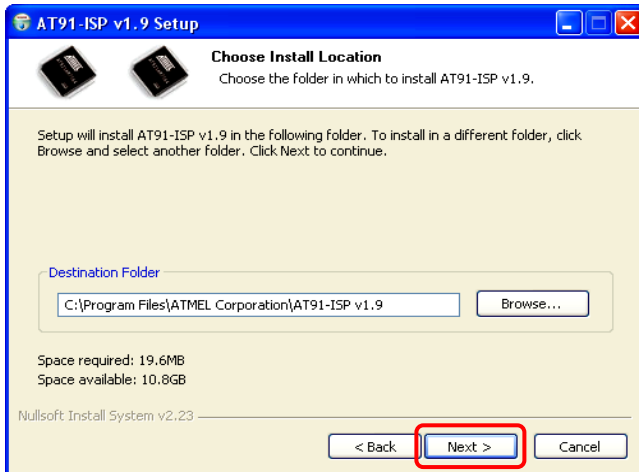 AT91-ISP v1.9 Setup
Choose Install Location
Choose the folder in which to install AT91-ISP v1.9.
Setup will install AT91-ISP v1.9 in the following folder. To install in a different folder, click
Browse and select another folder. Click Next to continue.
Destination Folder
C:\Program Files\ATMEL Corporation\AT91-ISP v1.9
Browse...
Space required: 19.6MB
Space available: 10.8GB
Nullsoft Install System v2.23
< Back
Next >
Cancel